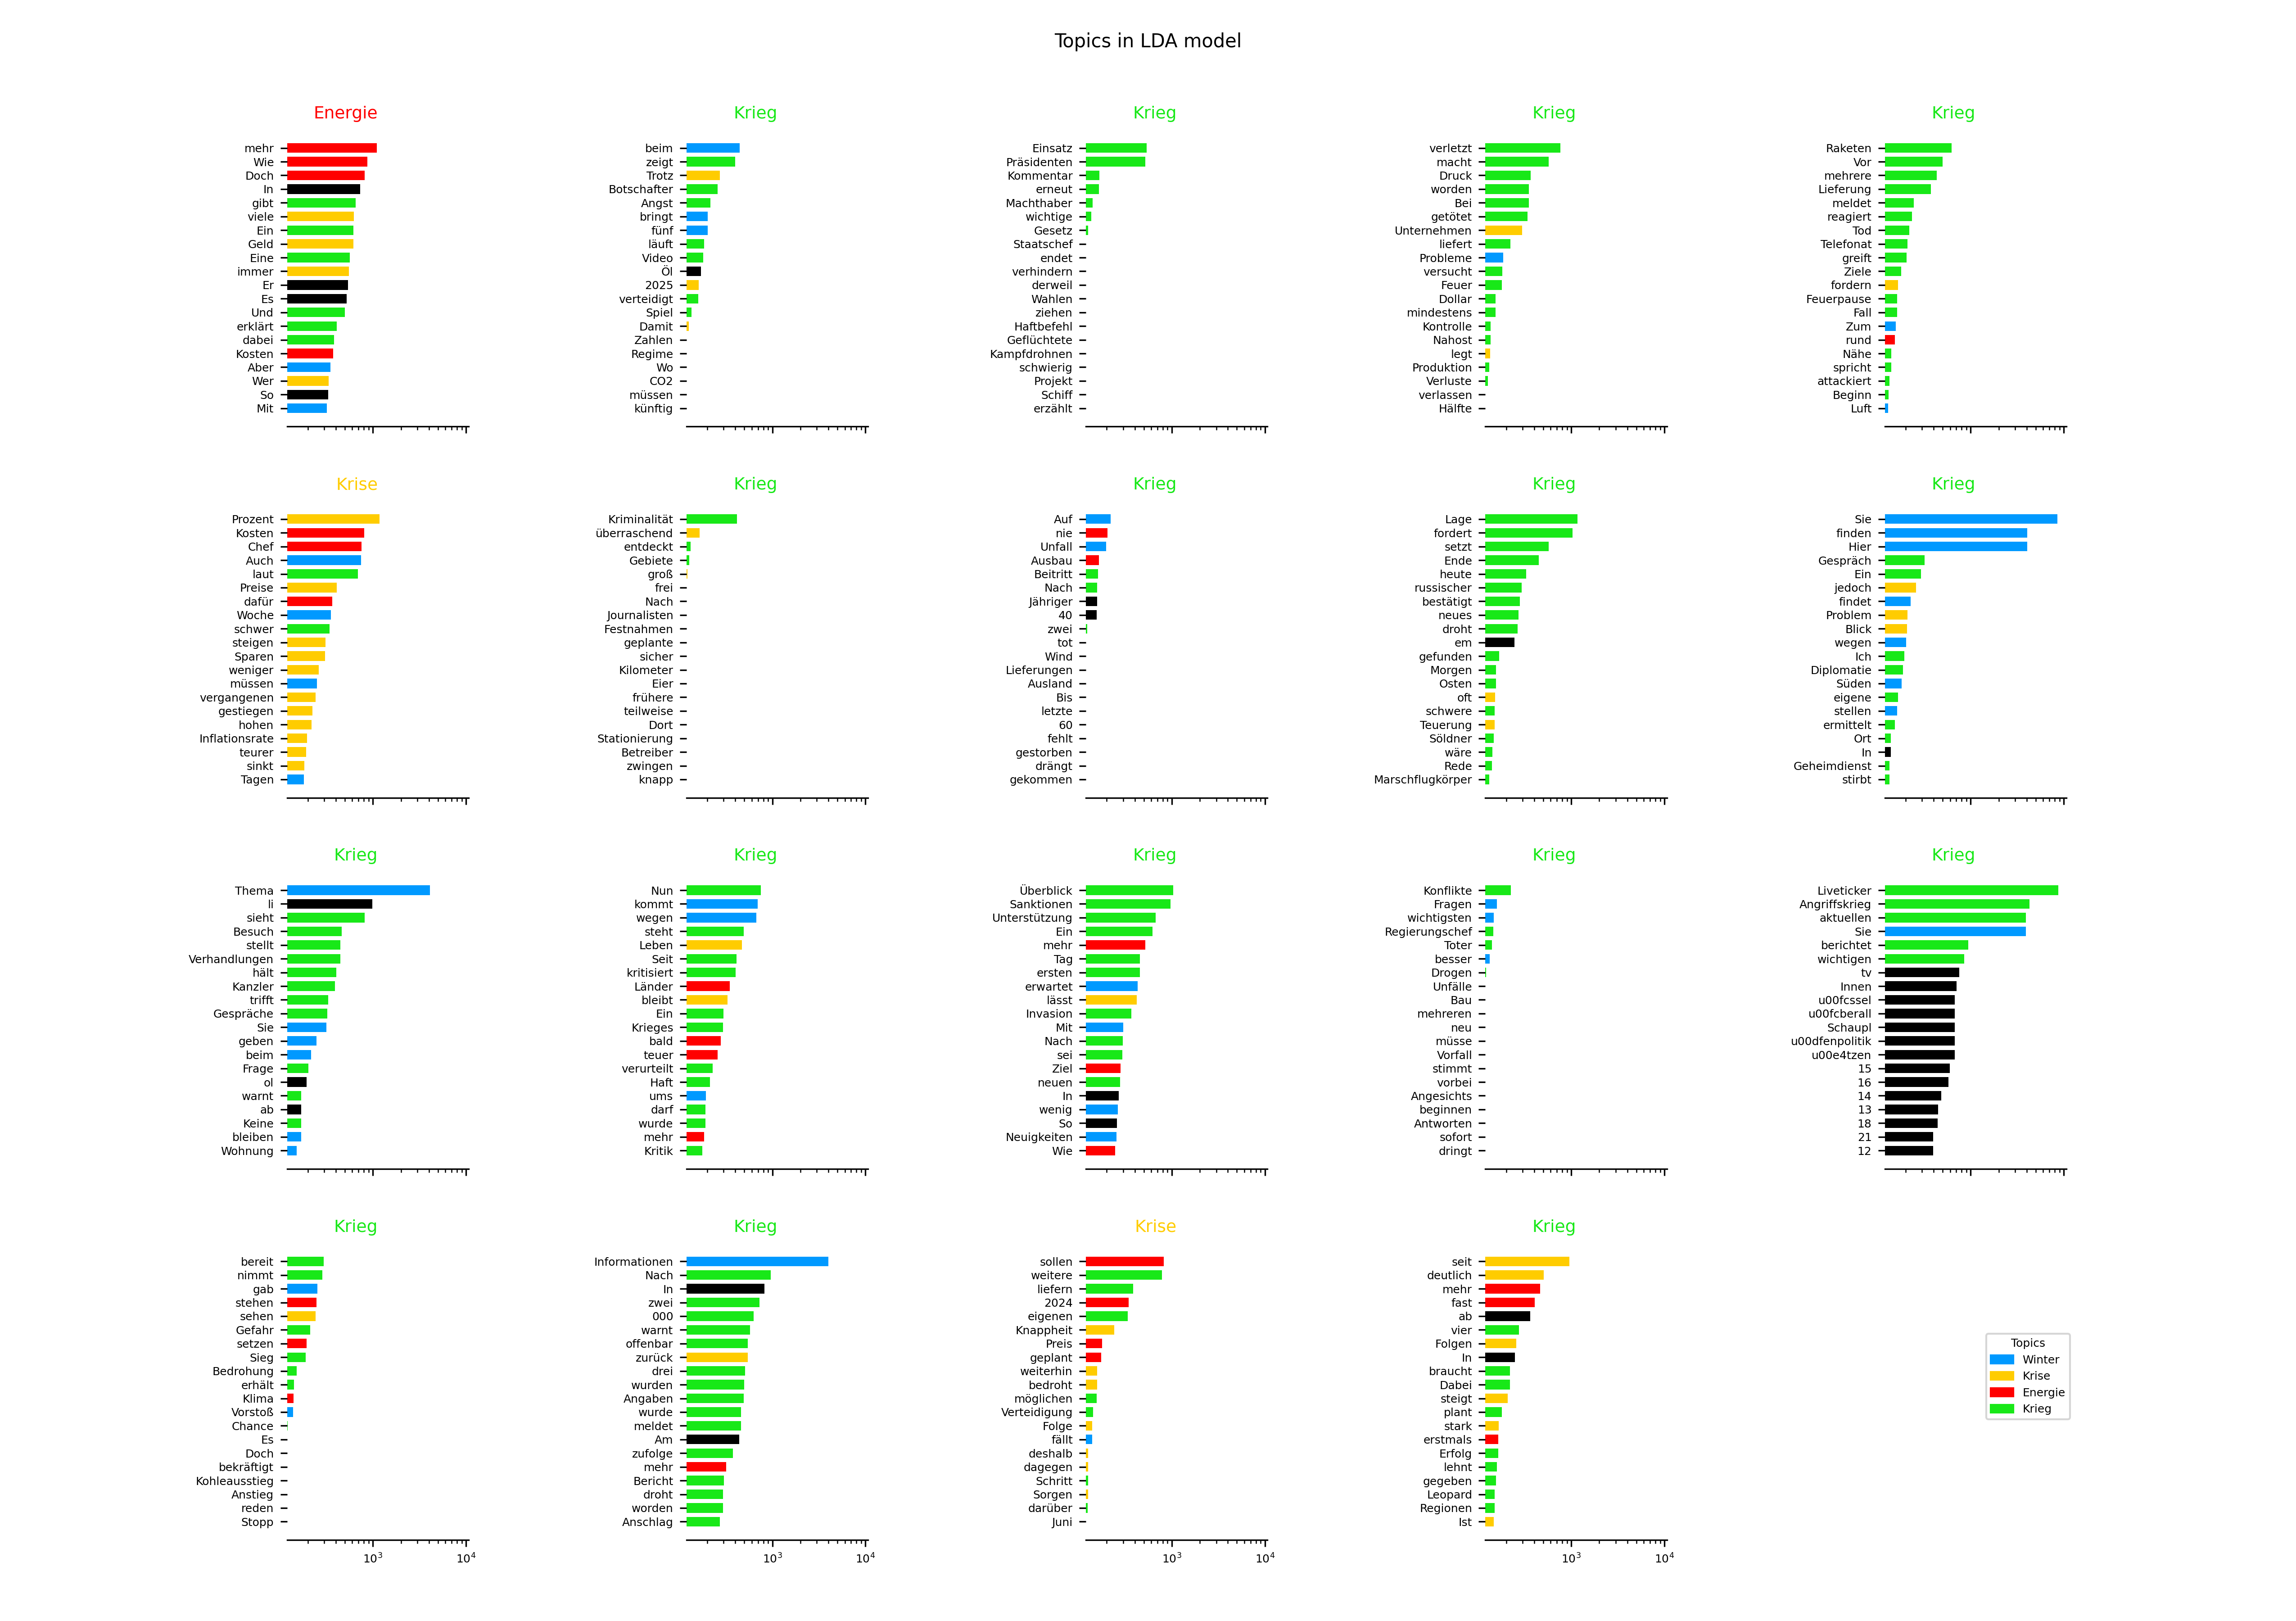 Topics in LDA model
Energie
mehr
Wie
Doch
In
gibt
viele
Ein
Geld
Eine
immer
Er
Es
Und
erklärt
dabei
Kosten
Aber
Wer
So
Mit
Krieg
beim
zeigt
Trotz
Botschafter
Angst
bringt
fünf
läuft
Video
Öl
2025
verteidigt
Spiel
Damit
Zahlen
Regime
Wo
CO2
müssen
künftig
Krieg
Einsatz
Präsidenten
Kommentar
erneut
Machthaber
wichtige
Gesetz
Staatschef
endet
verhindern
derweil
Wahlen
ziehen
Haftbefehl
Geflüchtete
Kampfdrohnen
schwierig
Projekt
Schiff
erzählt
Krieg
verletzt
macht
Druck
worden
Bei
getötet
Unternehmen
liefert
Probleme
versucht
Feuer
Dollar
mindestens
Kontrolle
Nahost
legt
Produktion
Verluste
verlassen
Hälfte
Krieg
Raketen
Vor
mehrere
Lieferung
meldet
reagiert
Tod
Telefonat
greift
Ziele
fordern
Feuerpause
Fall
Zum
rund
Nähe
spricht
attackiert
Beginn
Luft
Krise
Prozent
Kosten
Chef
Auch
laut
Preise
dafür
Woche
schwer
steigen
Sparen
weniger
müssen
vergangenen
gestiegen
hohen
Inflationsrate
teurer
sinkt
Tagen
Krieg
Kriminalität
überraschend
entdeckt
Gebiete
groß
frei
Nach
Journalisten
Festnahmen
geplante
sicher
Kilometer
Eier
frühere
teilweise
Dort
Stationierung
Betreiber
zwingen
knapp
Krieg
Auf
nie
Unfall
Ausbau
Beitritt
Nach
Jähriger
40
zwei
tot
Wind
Lieferungen
Ausland
Bis
letzte
60
fehlt
gestorben
drängt
gekommen
Krieg
Lage
fordert
setzt
Ende
heute
russischer
bestätigt
neues
droht
em
gefunden
Morgen
Osten
oft
schwere
Teuerung
Söldner
wäre
Rede
Marschflugkörper
Krieg
Sie
finden
Hier
Gespräch
Ein
jedoch
findet
Problem
Blick
wegen
Ich
Diplomatie
Süden
eigene
stellen
ermittelt
Ort
In
Geheimdienst
stirbt
Krieg
Thema
li
sieht
Besuch
stellt
Verhandlungen
hält
Kanzler
trifft
Gespräche
Sie
geben
beim
Frage
ol
warnt
ab
Keine
bleiben
Wohnung
Krieg
Nun
kommt
wegen
steht
Leben
Seit
kritisiert
Länder
bleibt
Ein
Krieges
bald
teuer
verurteilt
Haft
ums
darf
wurde
mehr
Kritik
Krieg
Überblick
Sanktionen
Unterstützung
Ein
mehr
Tag
ersten
erwartet
lässt
Invasion
Mit
Nach
sei
Ziel
neuen
In
wenig
So
Neuigkeiten
Wie
Krieg
Konflikte
Fragen
wichtigsten
Regierungschef
Toter
besser
Drogen
Unfälle
Bau
mehreren
neu
müsse
Vorfall
stimmt
vorbei
Angesichts
beginnen
Antworten
sofort
dringt
Krieg
Liveticker
Angriffskrieg
aktuellen
Sie
berichtet
wichtigen
tv
Innen
u00fcssel
u00fcberall
Schaupl
u00dfenpolitik
u00e4tzen
15
16
14
13
18
21
12
Krieg
bereit
nimmt
gab
stehen
sehen
Gefahr
setzen
Sieg
Bedrohung
erhält
Klima
Vorstoß
Chance
Es
Doch
bekräftigt
Kohleausstieg
Anstieg
reden
Stopp
10³ 10⁴
Krieg
Informationen
Nach
In
zwei
000
warnt
offenbar
zurück
drei
wurden
Angaben
wurde
meldet
Am
zufolge
mehr
Bericht
droht
worden
Anschlag
10³ 10⁴
Krise
sollen
weitere
liefern
2024
eigenen
Knappheit
Preis
geplant
weiterhin
bedroht
möglichen
Verteidigung
Folge
fällt
deshalb
dagegen
Schritt
Sorgen
darüber
Juni
10³ 10⁴
Krieg
seit
deutlich
mehr
fast
ab
vier
Folgen
In
braucht
Dabei
steigt
plant
stark
erstmals
Erfolg
lehnt
gegeben
Leopard
Regionen
Ist
10³ 10⁴
Topics
Winter
Krise
Energie
Krieg